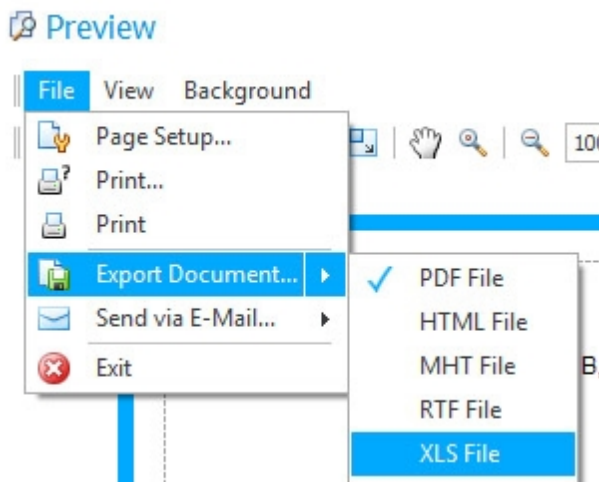 Preview
File View Background
Page Setup...
Print...
Print
Export Document...
Send via E-Mail...
Exit
PDF File
HTML File
MHT File
RTF File
XLS File